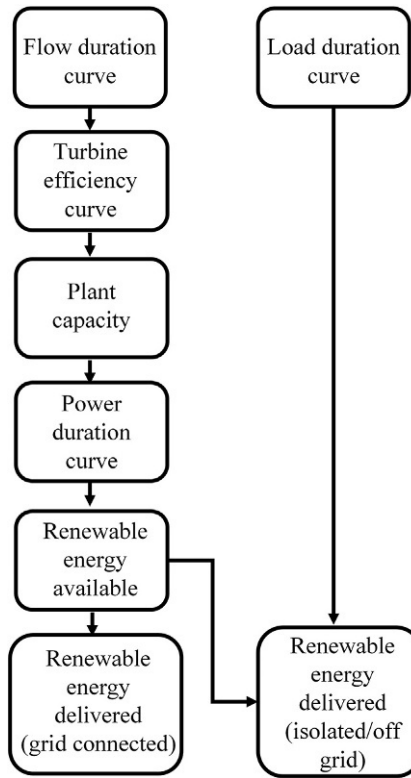 Flow duration
curve
Load duration
curve
Turbine
efficiency
curve
Plant
capacity
Power
duration
curve
Renewable
energy
available
Renewable
energy
delivered
(grid connected)
Renewable
energy
delivered
(isolated/off
grid)